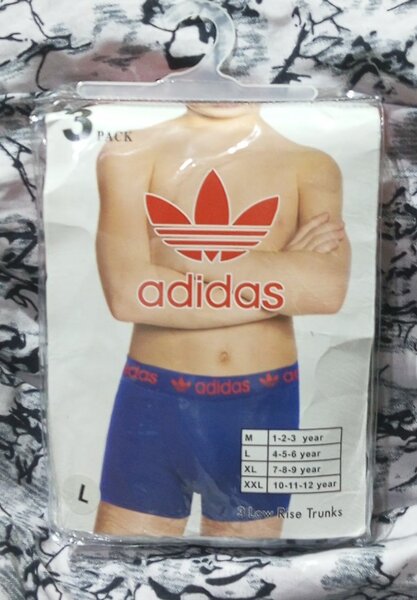 3
PACK
adidas
adidas adidas adidas
M 1-2-3 year
L 4-5-6 year
XL 7-8-9 year
XXL 10-11-12 year
L
3 Low Rise Trunks